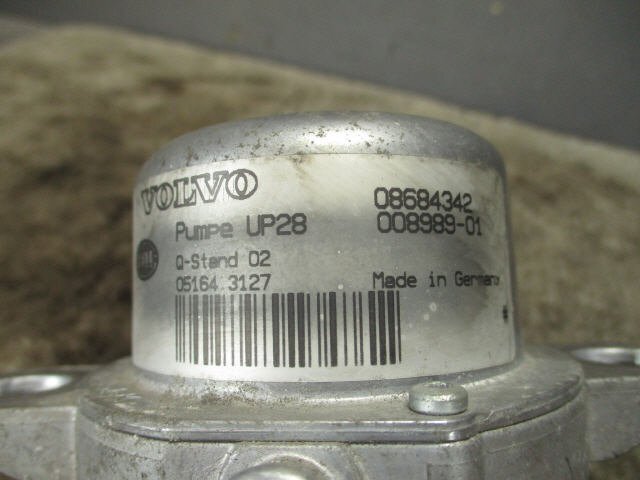 VOLVO
08684342
Pumpe UP28
008989-01
Q-Stand 02
05164 3127
Made in Germany